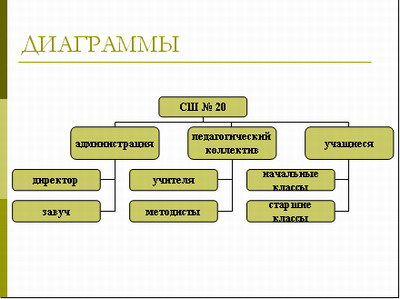 ДИАГРАММЫ
СШ № 20
администрация
педагогический
коллектив
учащиеся
директор
учителя
начальные
классы
завуч
методисты
старшие
классы